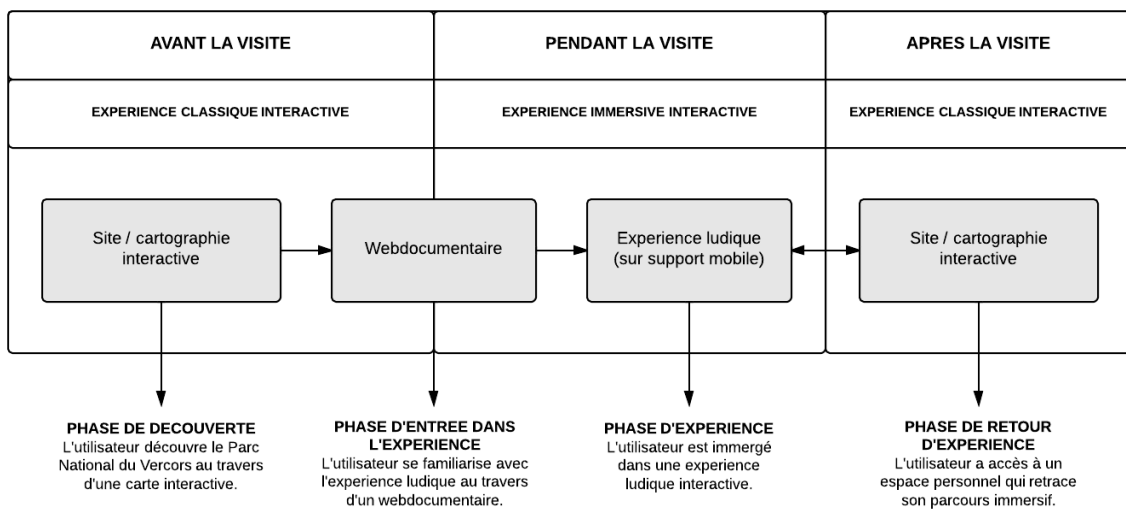 AVANT LA VISITE
PENDANT LA VISITE
APRES LA VISITE
EXPERIENCE CLASSIQUE INTERACTIVE
EXPERIENCE IMMERSIVE INTERACTIVE
EXPERIENCE CLASSIQUE INTERACTIVE
Site / cartographie
interactive
Webdocumentaire
Experience ludique
(sur support mobile)
Site / cartographie
interactive
PHASE DE DECOUVERTE
L'utilisateur découvre le Parc
National du Vercors au travers
d'une carte interactive.
PHASE D'ENTREE DANS
L'EXPERIENCE
L'utilisateur se familiarise avec
l'experience ludique au travers
d'un webdocumentaire.
PHASE D'EXPERIENCE
L'utilisateur est immergé
dans une experience
ludique interactive.
PHASE DE RETOUR
D'EXPERIENCE
L'utilisateur a accès à un
espace personnel qui retrace
son parcours immersif.